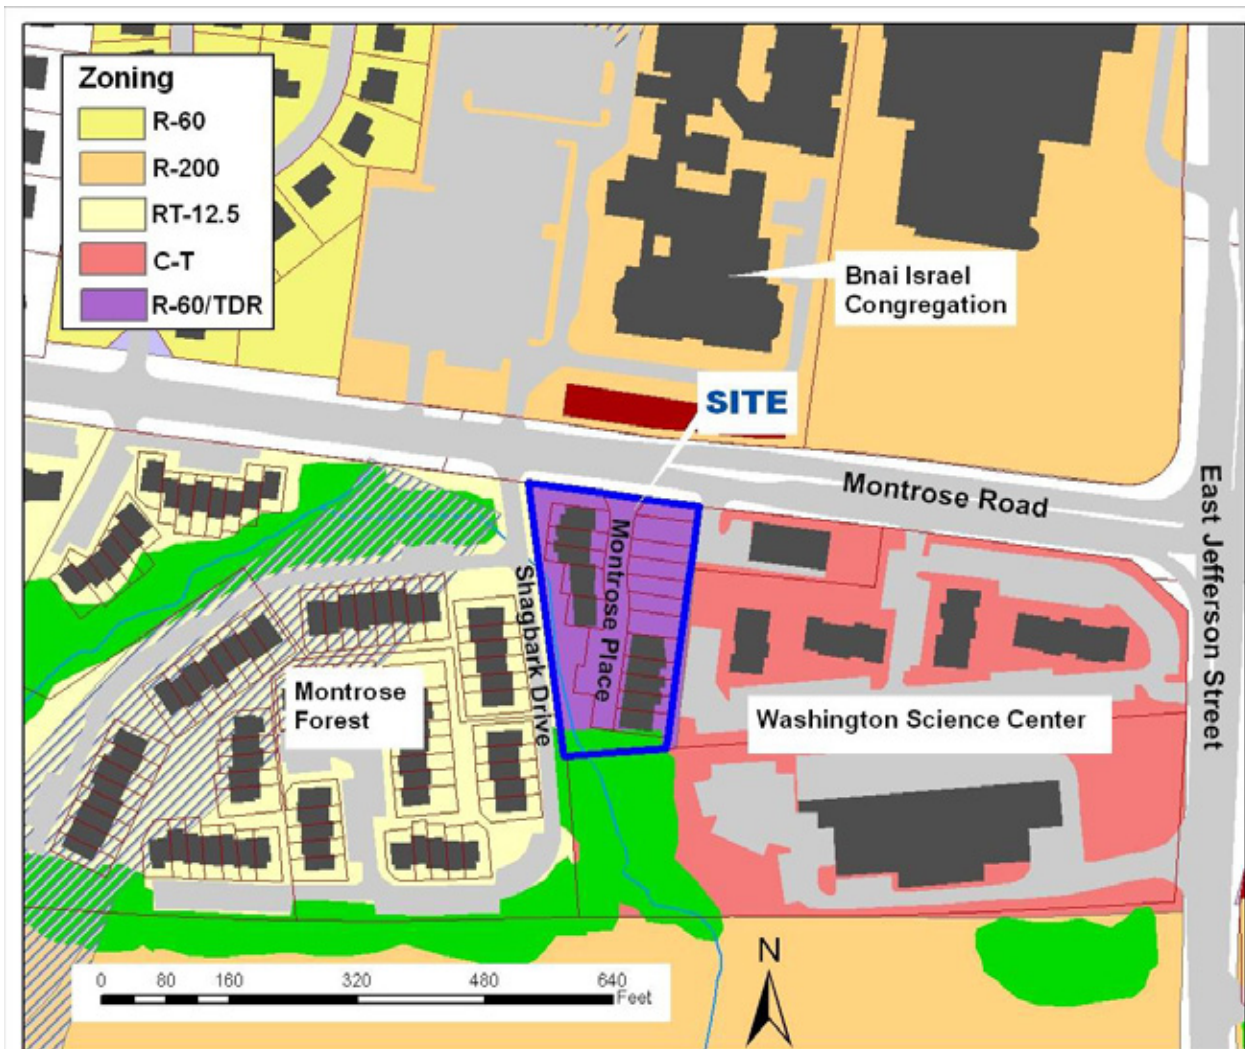 Zoning
R-60
R-200
RT-12.5
C-T
R-60/TDR
Bnai Israel
Congregation
SITE
Montrose Road
East Jefferson Street
Montrose Place
Shagbark Drive
Montrose
Forest
Washington Science Center
N
0 80 160 320 480 640
Feet